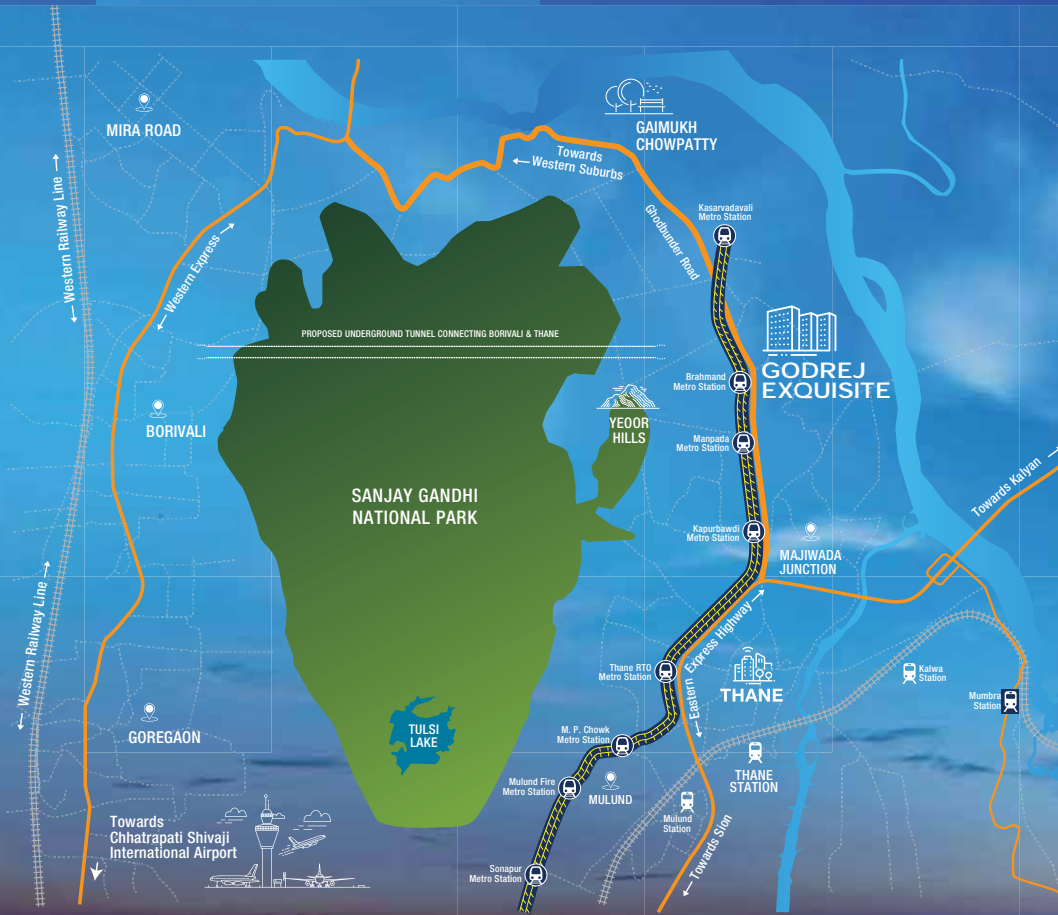 MIRA ROAD
GAIMUKH
CHOWPATTY
Towards
Western Suburbs
Western Railway Line
Western Express
Ghodbunder Road
Kasarvadavali
Metro Station
PROPOSED UNDERGROUND TUNNEL CONNECTING BORIVALI & THANE
GODREJ
EXQUISITE
Brahmand
Metro Station
BORIVALI
YEOOR
HILLS
Manpada
Metro Station
SANJAY GANDHI
NATIONAL PARK
Towards Kalyan
Kapurbawdi
Metro Station
MAJIWADA
JUNCTION
Western Railway Line
Eastern Express Highway
Thane RTO
Metro Station
THANE
Kalwa
Station
Mumbra
Station
GOREGAON
TULSI
LAKE
M. P. Chowk
Metro Station
THANE
STATION
Mulund Fire
Metro Station
MULUND
Mulund
Station
Towards
Chhatrapati Shivaji
International Airport
Towards Sion
Sonapur
Metro Station